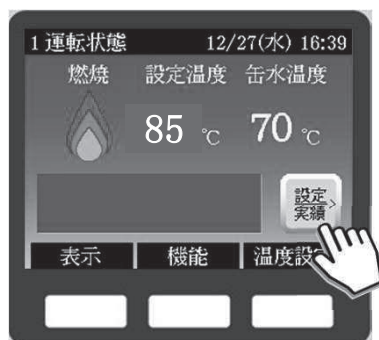 1 運転状態 12/27(水) 16:39
燃焼 設定温度 缶水温度
85 ℃ 70 ℃
設定
実績
表示 機能 温度設